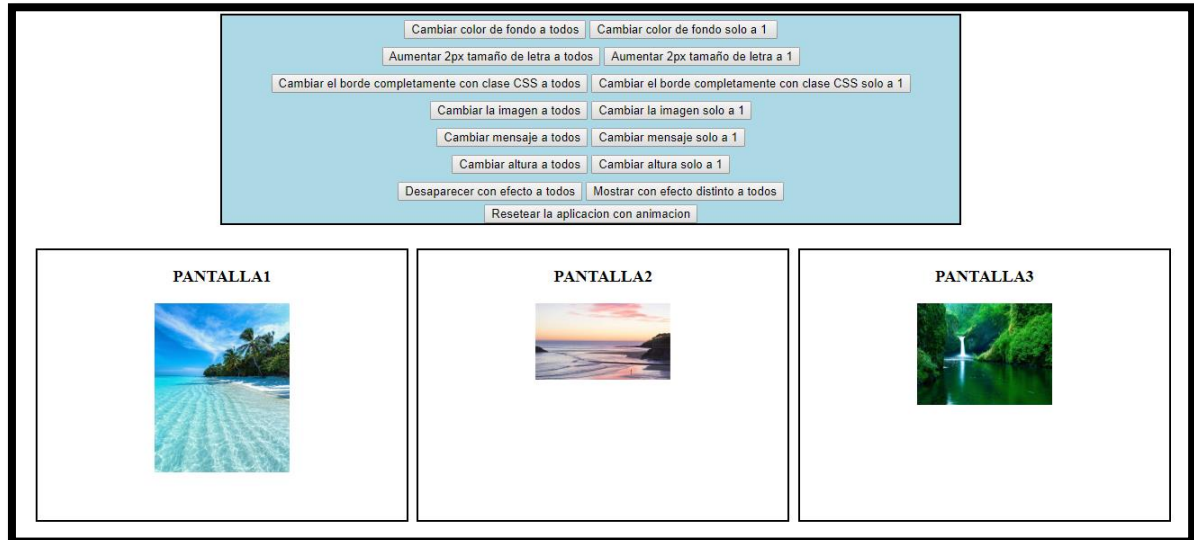 Cambiar color de fondo a todos Cambiar color de fondo solo a 1
Aumentar 2px tamaño de letra a todos Aumentar 2px tamaño de letra a 1
Cambiar el borde completamente con clase CSS a todos Cambiar el borde completamente con clase CSS solo a 1
Cambiar la imagen a todos Cambiar la imagen solo a 1
Cambiar mensaje a todos Cambiar mensaje solo a 1
Cambiar altura a todos Cambiar altura solo a 1
Desaparecer con efecto a todos Mostrar con efecto distinto a todos
Resetear la aplicacion con animacion
PANTALLA1 PANTALLA2 PANTALLA3